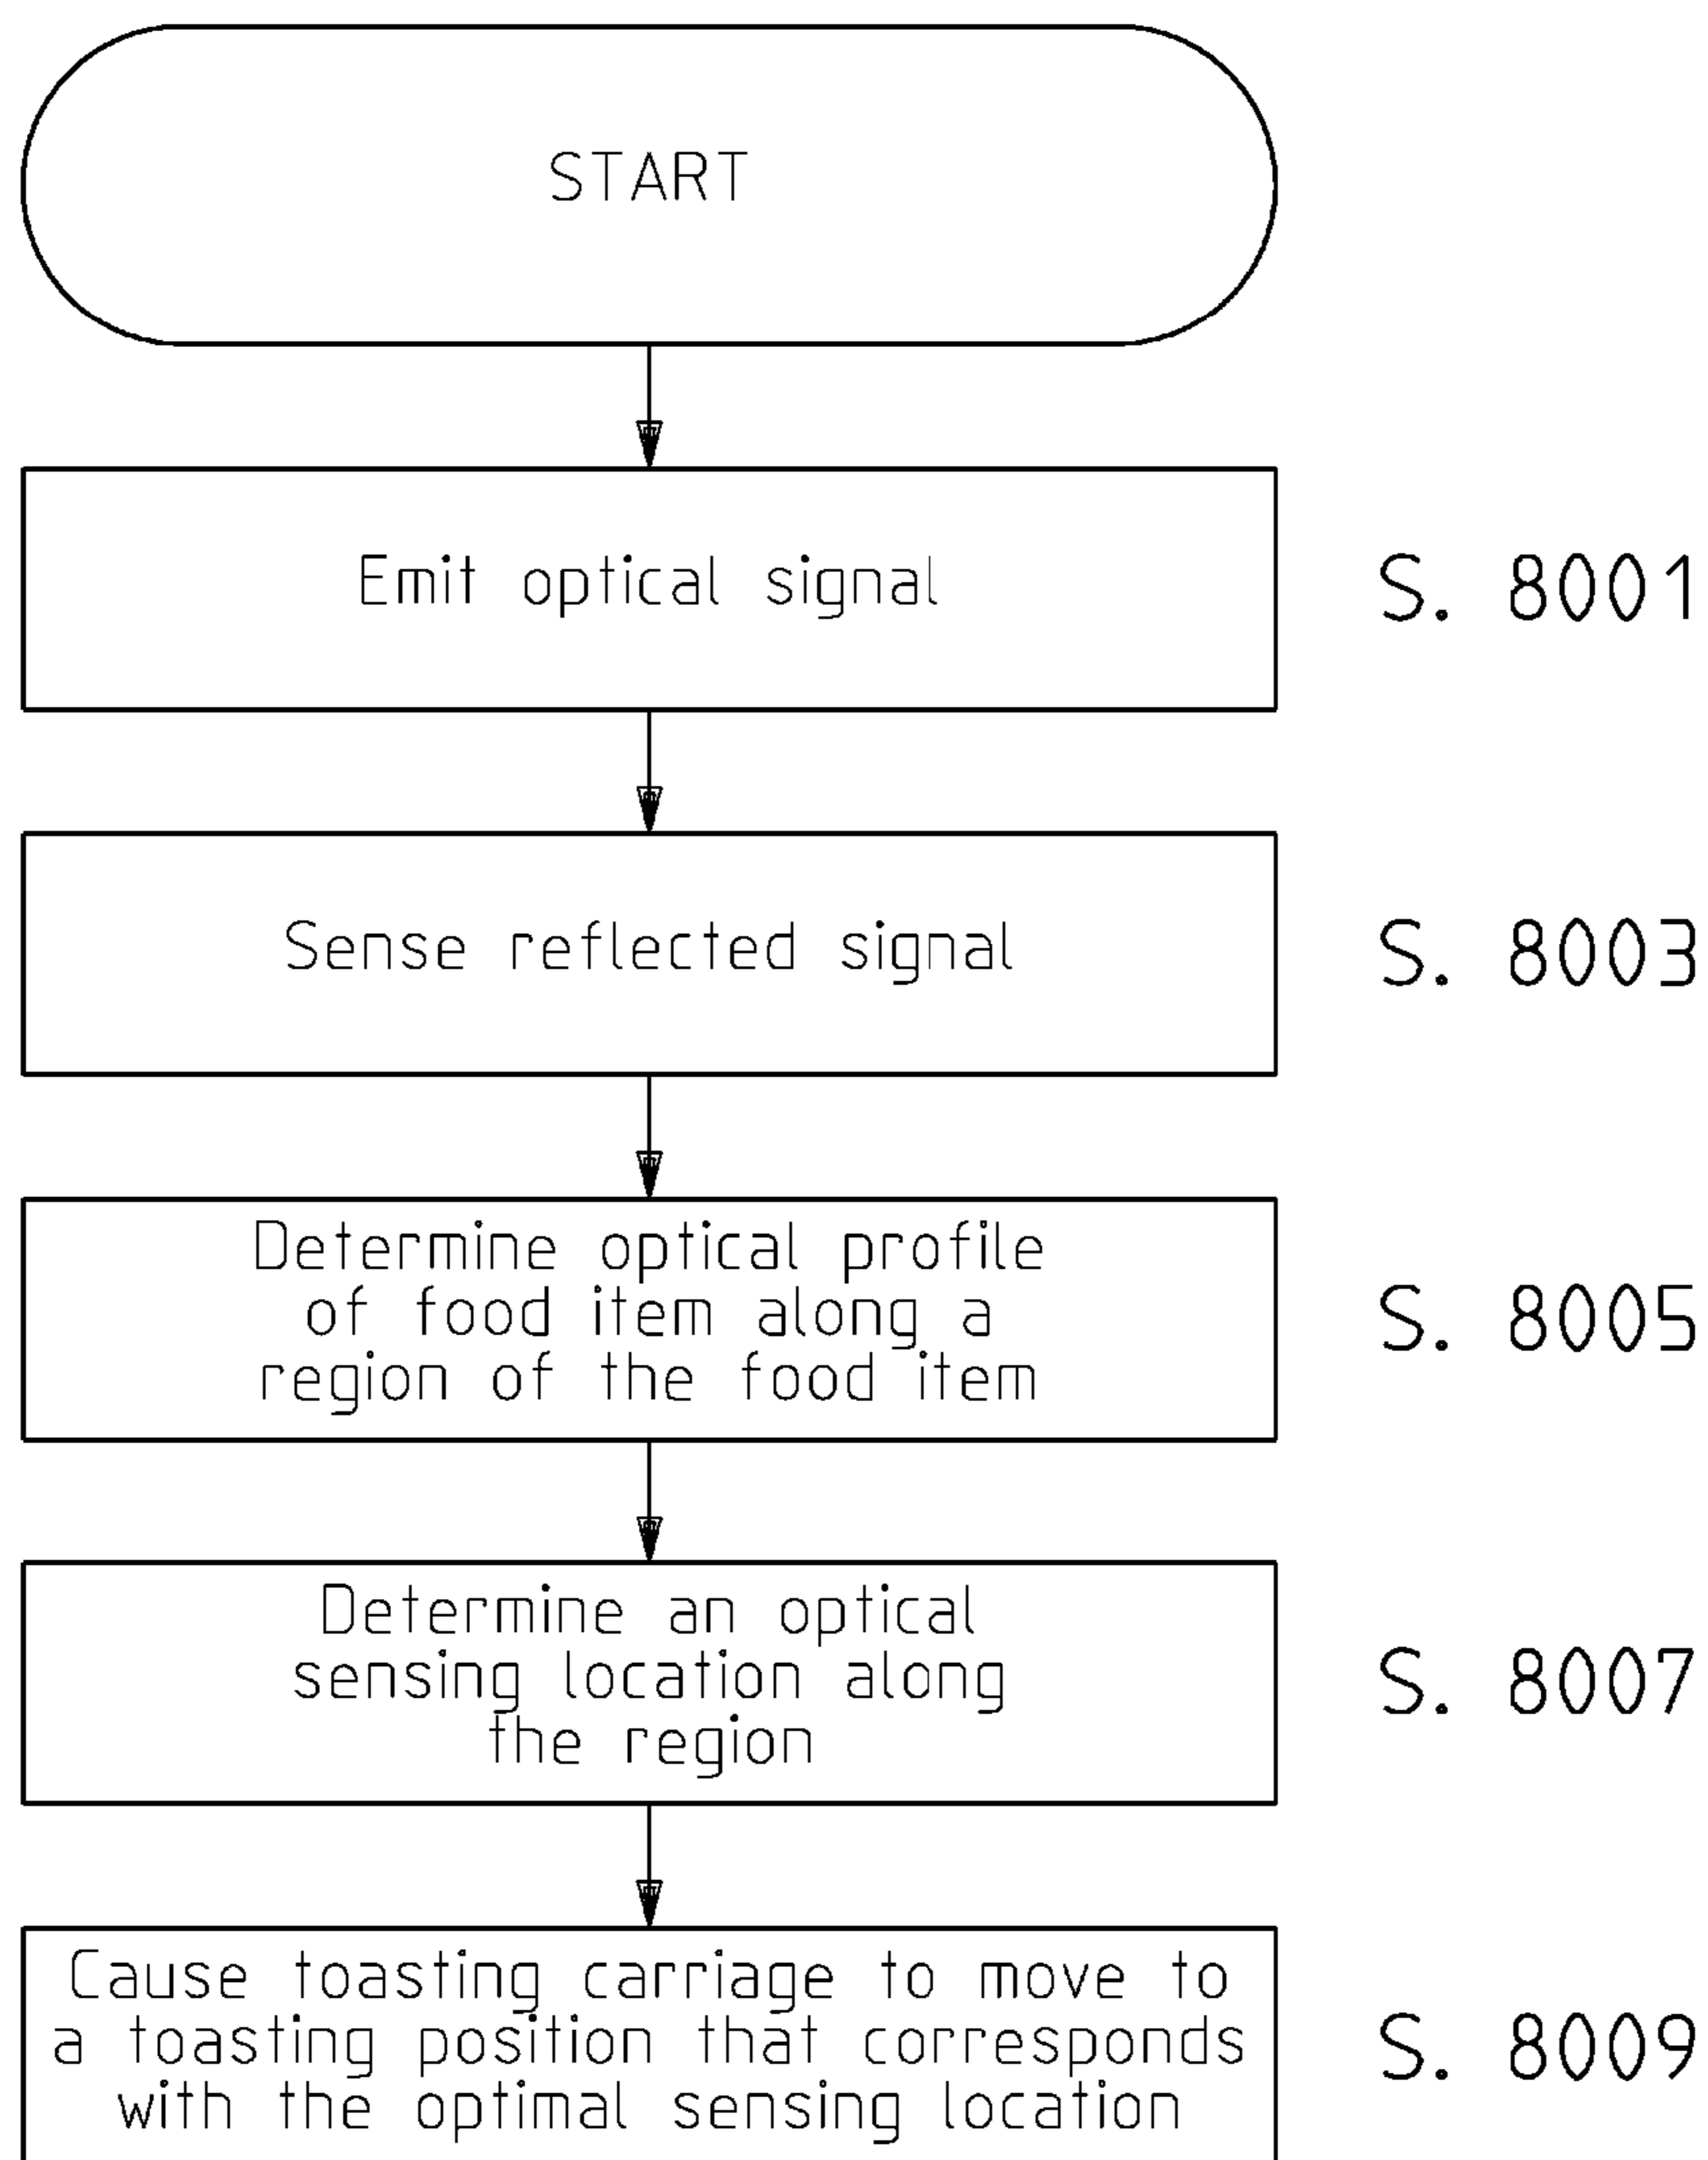 START
Emit optical signal
S. 8001
Sense reflected signal
S. 8003
Determine optical profile
of food item along a
region of the food item
S. 8005
Determine an optical
sensing location along
the region
S. 8007
Cause toasting carriage to move to
a toasting position that corresponds
with the optimal sensing location
S. 8009